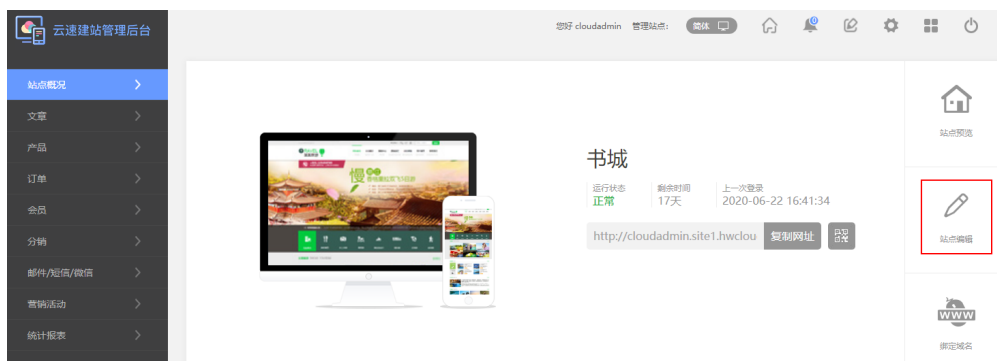 云速建站管理后台
您好 cloudadmin 管理站点: 简体
0
站点概况
文章
产品
订单
会员
分销
邮件/短信/微信
营销活动
统计报表
书城
运行状态 剩余时间 上一次登录
正常 17天 2020-06-22 16:41:34
http://cloudadmin.site1.hwclou 复制网址
站点预览
站点编辑
WWW
绑定域名